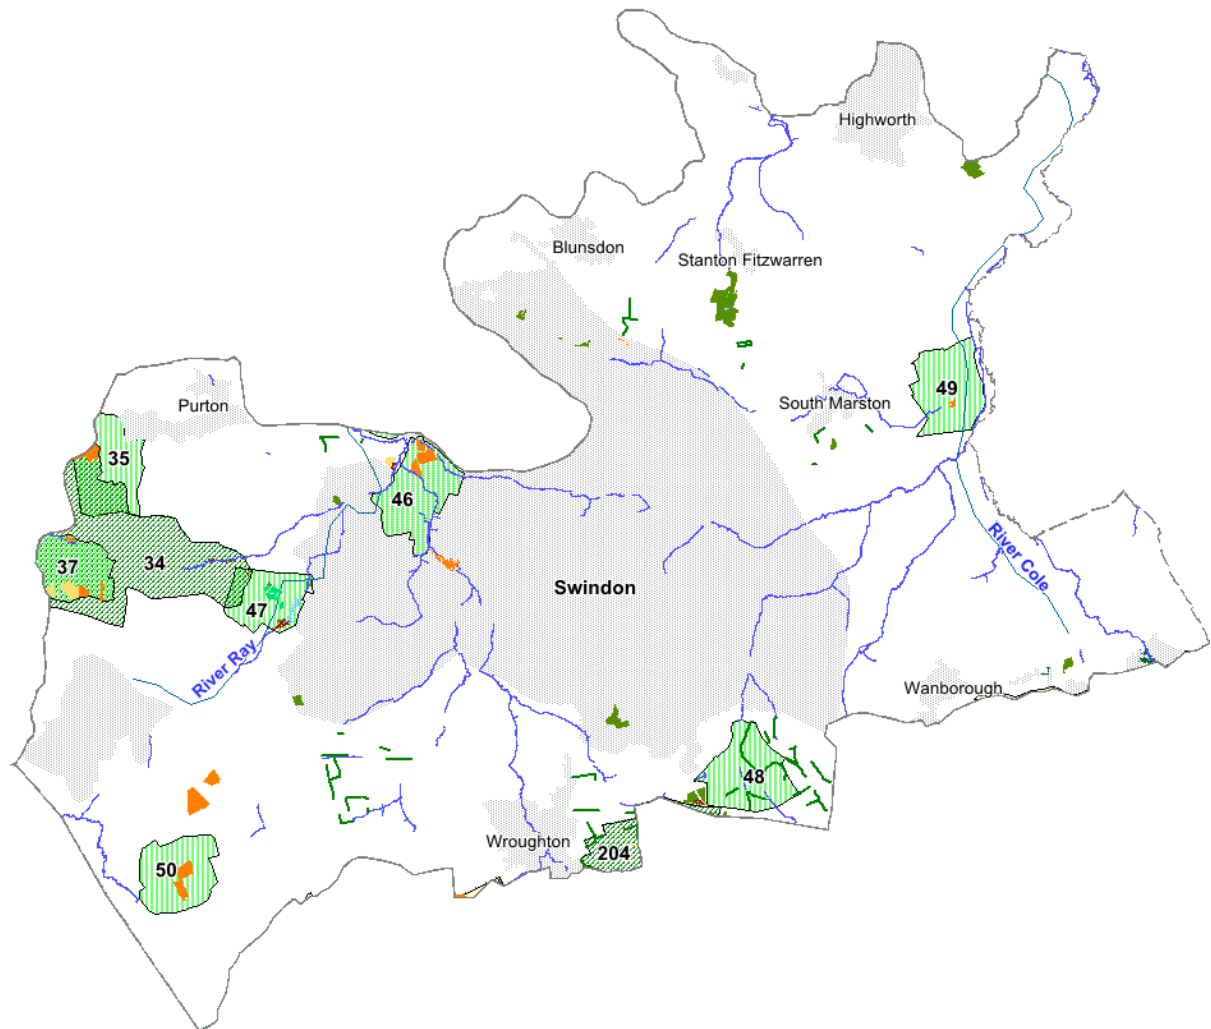 Highworth
Blunsdon
Stanton Fitzwarren
49
South Marston
Purton
35
46
River Cole
37
34
Swindon
47
River Ray
Wanborough
48
Wroughton
204
50